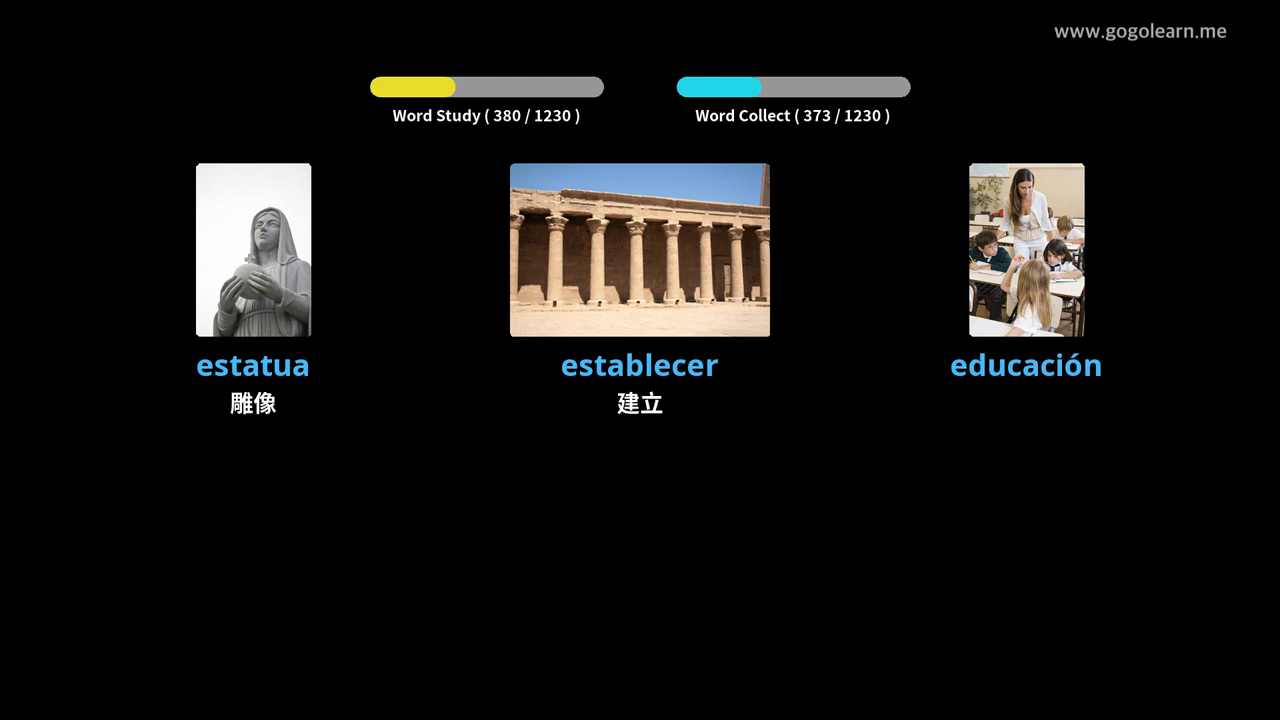 www.gogolearn.me
Word Study ( 380 / 1230 )
Word Collect ( 373 / 1230 )
estatua
establecer
educación
雕像
建立